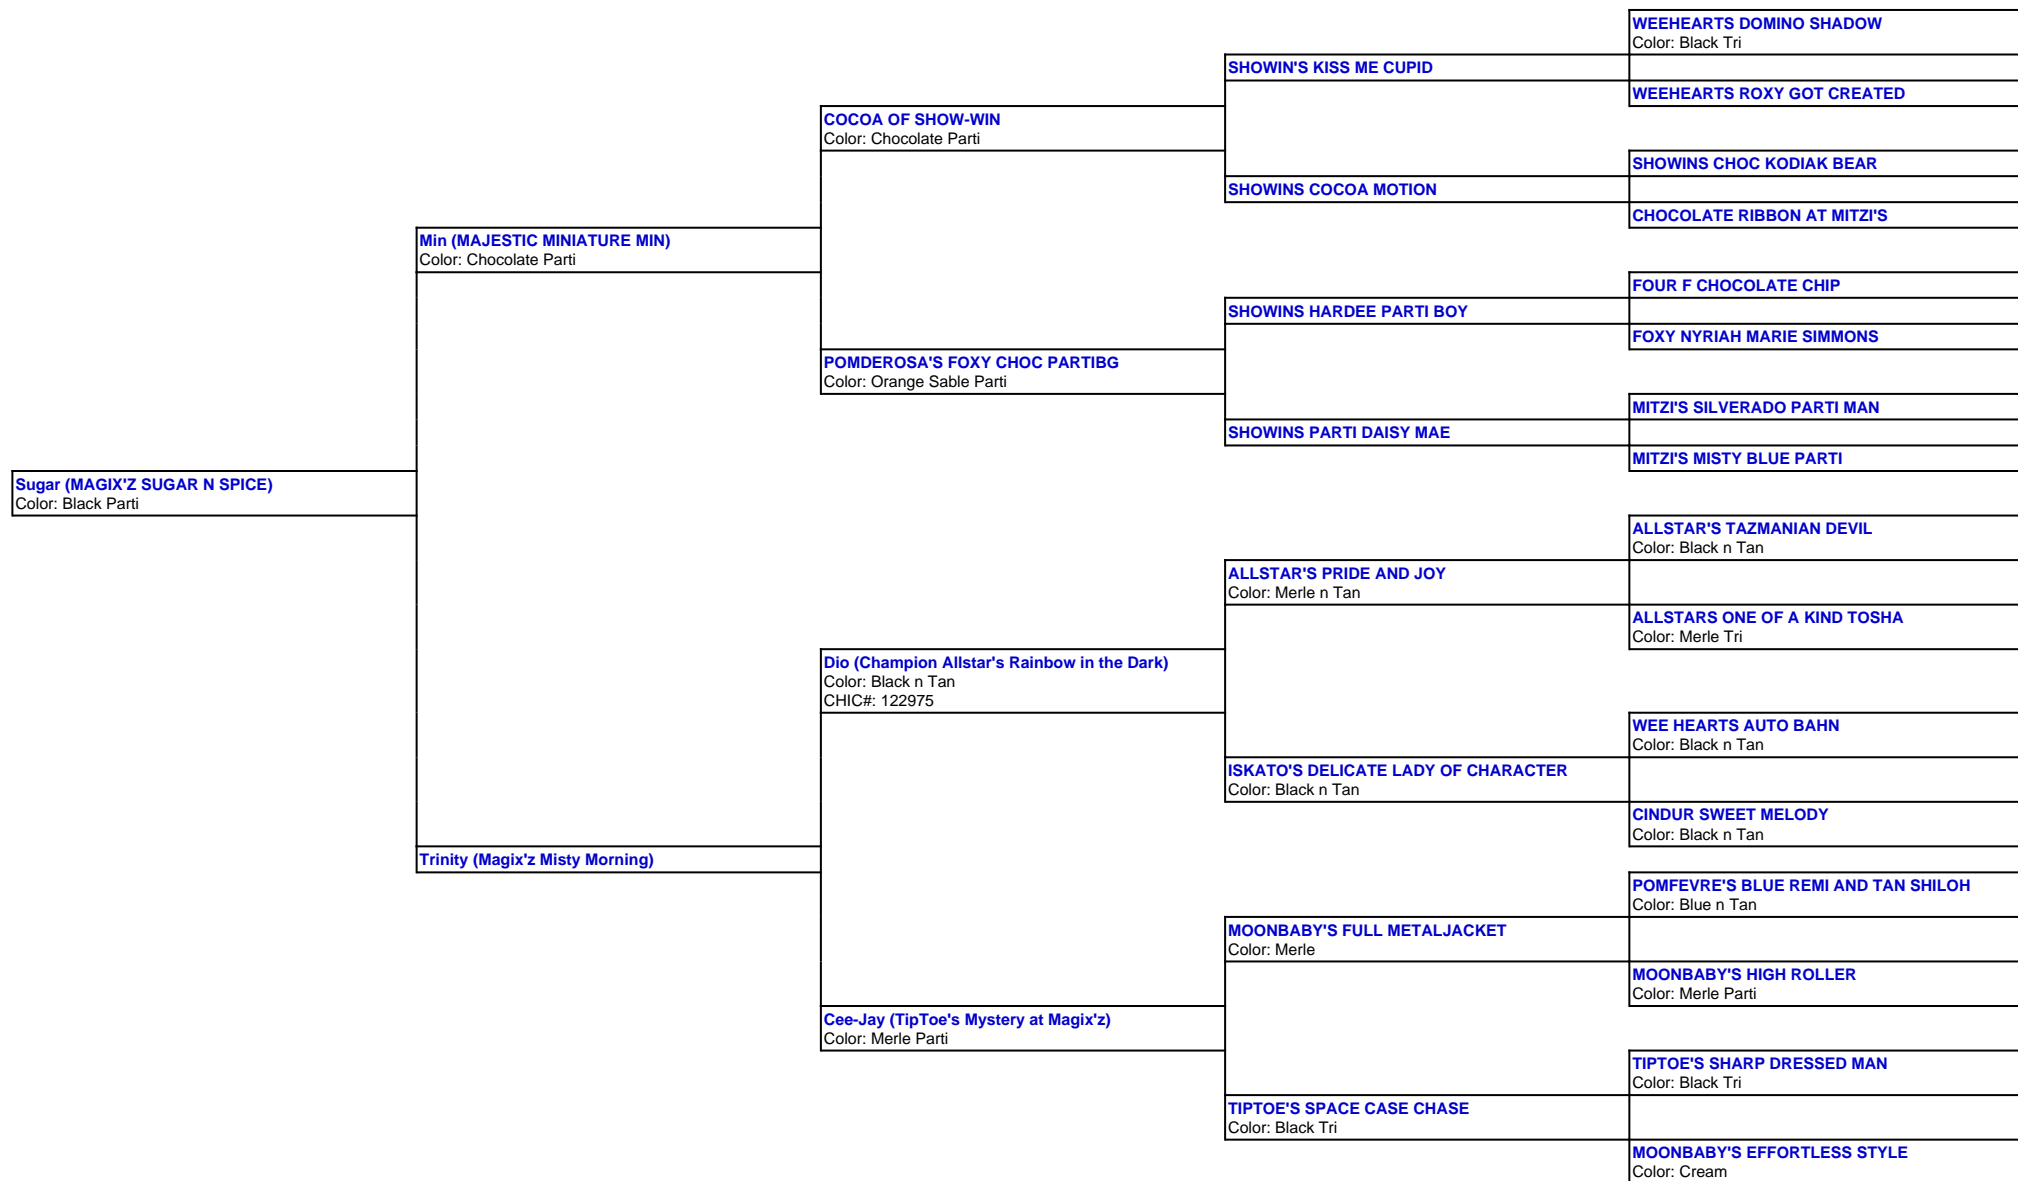 WEEHEARTS DOMINO SHADOW
Color: Black Tri
SHOWIN'S KISS ME CUPID
WEEHEARTS ROXY GOT CREATED
COCOA OF SHOW-WIN
Color: Chocolate Parti
SHOWINS CHOC KODIAK BEAR
SHOWINS COCOA MOTION
CHOCOLATE RIBBON AT MITZI'S
Min (MAJESTIC MINIATURE MIN)
Color: Chocolate Parti
FOUR F CHOCOLATE CHIP
SHOWINS HARDEE PARTI BOY
FOXY NYRIAH MARIE SIMMONS
POMDEROSA'S FOXY CHOC PARTIBG
Color: Orange Sable Parti
MITZI'S SILVERADO PARTI MAN
SHOWINS PARTI DAISY MAE
MITZI'S MISTY BLUE PARTI
Sugar (MAGIX'Z SUGAR N SPICE)
Color: Black Parti
ALLSTAR'S TAZMANIAN DEVIL
Color: Black n Tan
ALLSTAR'S PRIDE AND JOY
Color: Merle n Tan
ALLSTARS ONE OF A KIND TOSHA
Color: Merle Tri
Dio (Champion Allstar's Rainbow in the Dark)
Color: Black n Tan
CHIC#: 122975
WEE HEARTS AUTO BAHN
Color: Black n Tan
ISKATO'S DELICATE LADY OF CHARACTER
Color: Black n Tan
CINDUR SWEET MELODY
Color: Black n Tan
Trinity (Magix'z Misty Morning)
POMFEVRE'S BLUE REMI AND TAN SHILOH
Color: Blue n Tan
MOONBABY'S FULL METALJACKET
Color: Merle
MOONBABY'S HIGH ROLLER
Color: Merle Parti
Cee-Jay (TipToe's Mystery at Magix'z)
Color: Merle Parti
TIPTOE'S SHARP DRESSED MAN
Color: Black Tri
TIPTOE'S SPACE CASE CHASE
Color: Black Tri
MOONBABY'S EFFORTLESS STYLE
Color: Cream